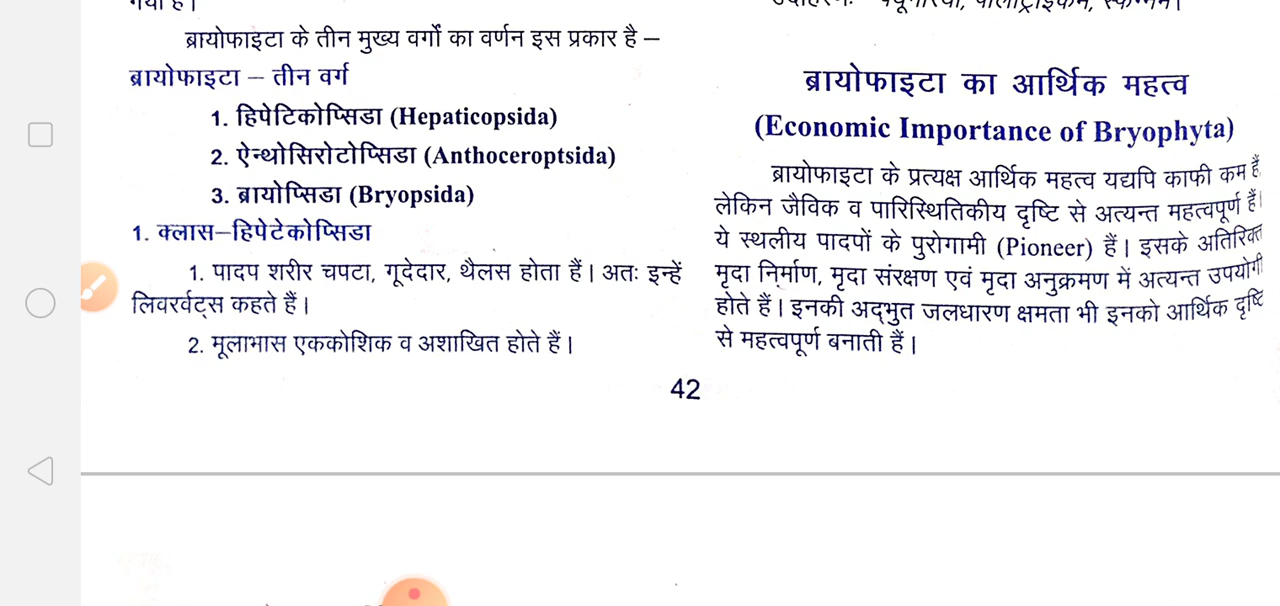 ब्रायोफाइटा के तीन मुख्य वर्गो का वर्णन इस प्रकार है –
ब्रायोफाइटा – तीन वर्ग
1. हिपेटिकोप्सिडा (Hepaticopsida)
2. ऐन्थोसिरोटोप्सिडा (Anthoceroptsida)
3. ब्रायोप्सिडा (Bryopsida)
1. क्लास–हिपेटेकोप्सिडा
1. पादप शरीर चपटा, गूदेदार, थैलस होता हैं। अतः इन्हें
लिवरर्वट्स कहते हैं।
2. मूलाभास एककोशिक व अशाखित होते हैं।
ब्रायोफाइटा का आर्थिक महत्व
(Economic Importance of Bryophyta)
ब्रायोफाइटा के प्रत्यक्ष आर्थिक महत्व यद्यपि काफी कम हैं,
लेकिन जैविक व पारिस्थितिकीय दृष्टि से अत्यन्त महत्वपूर्ण हैं।
ये स्थलीय पादपों के पुरोगामी (Pioneer) हैं। इसके अतिरिक्त
मृदा निर्माण, मृदा संरक्षण एवं मृदा अनुक्रमण में अत्यन्त उपयोगी
होते हैं। इनकी अद्भुत जलधारण क्षमता भी इनको आर्थिक दृष्टि
से महत्वपूर्ण बनाती हैं।
42